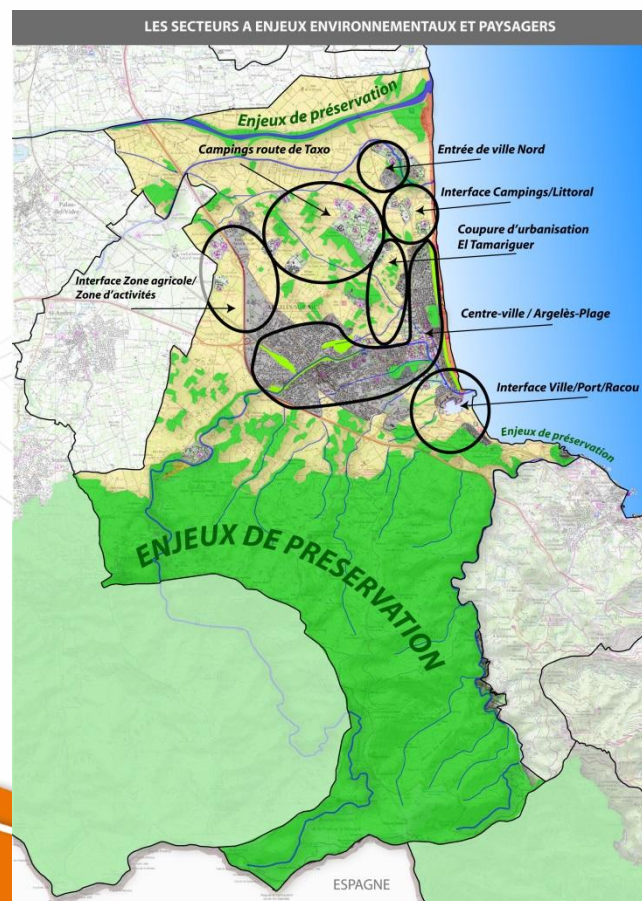 LES SECTEURS A ENJEUX ENVIRONNEMENTAUX ET PAYSAGERS
Enjeux de préservation
Campings route de Taxo
Entrée de ville Nord
Interface Campings/Littoral
Coupure d'urbanisation
El Tamariguer
Interface Zone agricole/
Zone d'activités
Centre-ville / Argelès-Plage
Interface Ville/Port/Racou
Enjeux de préservation
ENJEUX DE PRESERVATION
ESPAGNE